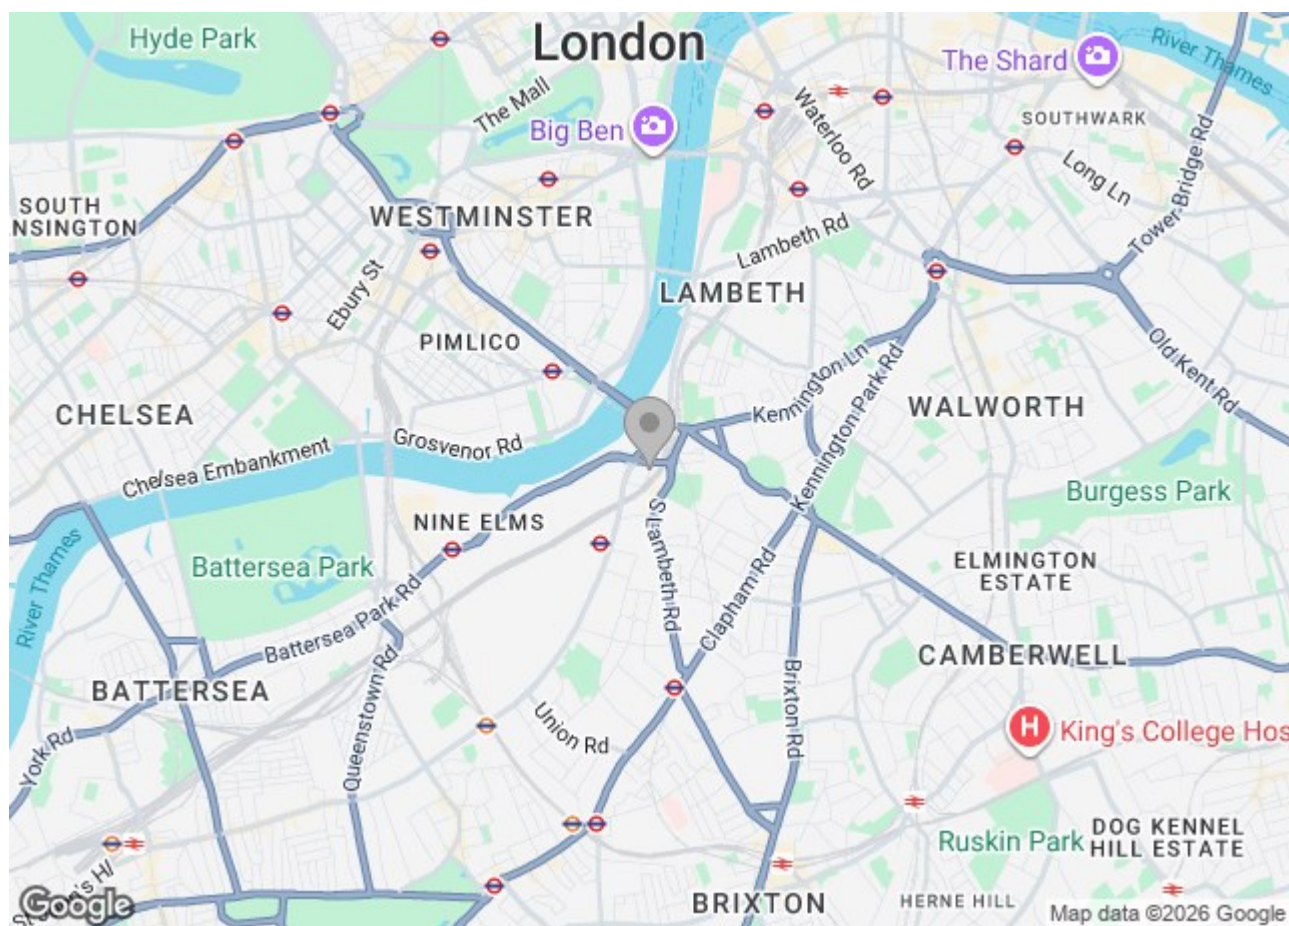 Hyde Park
London
The Shard
River Thames
The Mall
Big Ben
Waterloo Rd
SOUTHWARK
Long Ln
Tower Bridge Rd
SOUTH
NSINGTON
WESTMINSTER
Lambeth Rd
Ebury St
LAMBETH
PIMLICO
Old Kent Rd
CHELSEA
Kennington Ln
Kennington Park Rd
WALWORTH
Grosvenor Rd
Chelsea Embankment
Burgess Park
NINE ELMS
S Lambeth Rd
River Thames
Battersea Park
ELMINGTON
ESTATE
Clapham Rd
Battersea Park Rd
CAMBERWELL
BATTERSEA
Queenstown Rd
Brixton Rd
Union Rd
King's College Hos
York Rd
Ruskin Park
DOG KENNEL
HILL ESTATE
BRIXTON
HERNE HILL
Google
Map data ©2026 Google